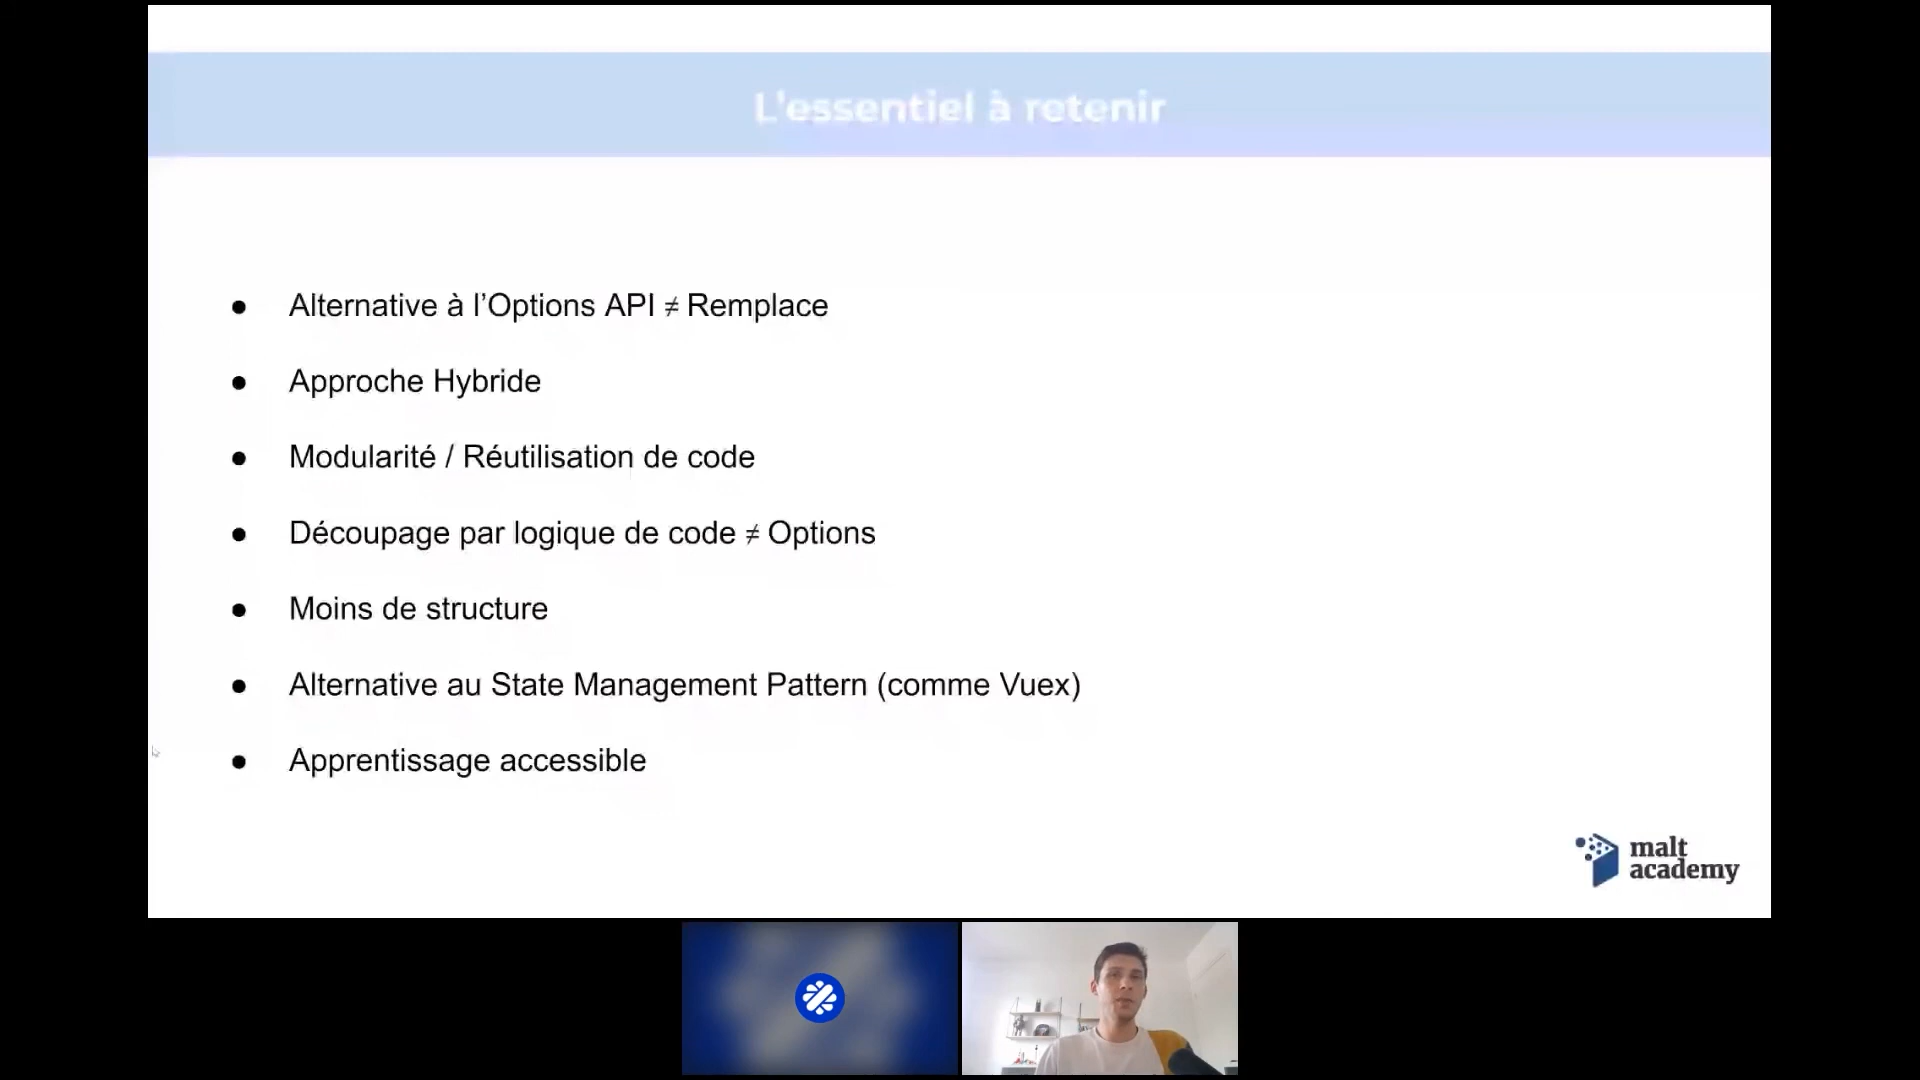 L'essentiel à retenir
● Alternative à l’Options API ≠ Remplace
● Approche Hybride
● Modularité / Réutilisation de code
● Découpage par logique de code ≠ Options
● Moins de structure
● Alternative au State Management Pattern (comme Vuex)
● Apprentissage accessible
malt
academy